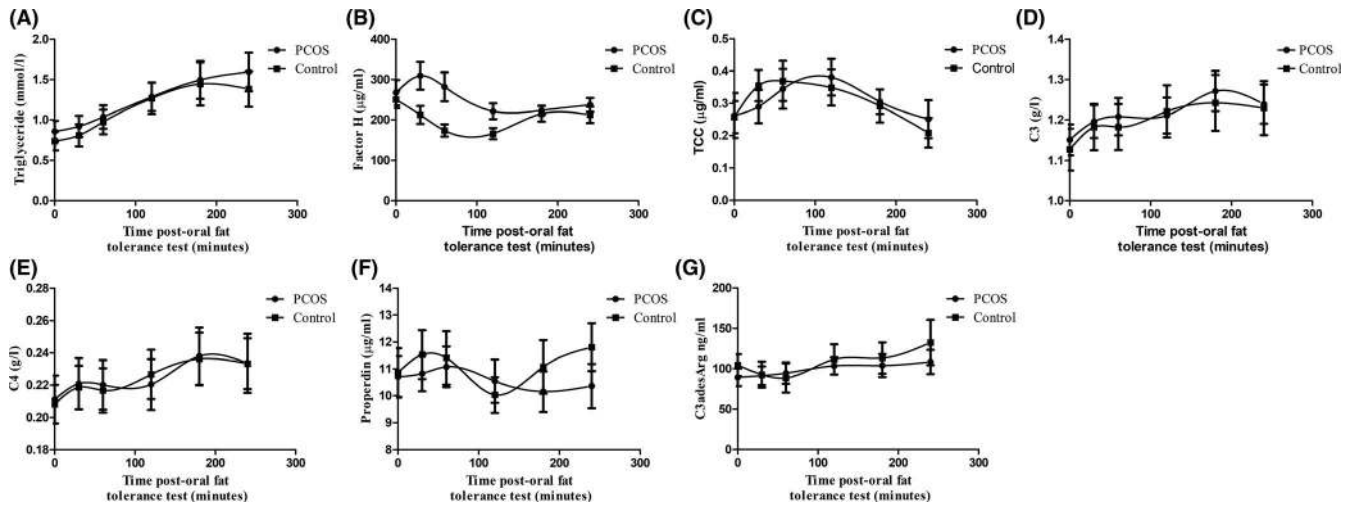 (A)
Triglyceride (mmol/l)
2.0
1.5
1.0
0.5
0.0
0
100
200
300
Time post-oral fat
tolerance test (minutes)
PCOS
Control
(B)
Factor H (μg/ml)
400
300
200
100
0
0
100
200
300
Time post-oral fat
tolerance test (minutes)
PCOS
Control
(C)
TCC (μg/ml)
0.5
0.4
0.3
0.2
0.1
0.0
0
100
200
300
Time post-oral fat
tolerance test (minutes)
PCOS
Control
(D)
C3 (g/l)
1.4
1.3
1.2
1.1
1.0
0
100
200
300
Time post-oral fat
tolerance test (minutes)
PCOS
Control
(E)
C4 (g/l)
0.28
0.26
0.24
0.22
0.20
0.18
0
100
200
300
Time post-oral fat
tolerance test (minutes)
PCOS
Control
(F)
Properdin (μg/ml)
14
13
12
11
10
9
8
0
100
200
300
Time post-oral fat
tolerance test (minutes)
PCOS
Control
(G)
C3adesArg ng/ml
200
150
100
50
0
0
100
200
300
Time post-oral fat
tolerance test (minutes)
PCOS
Control